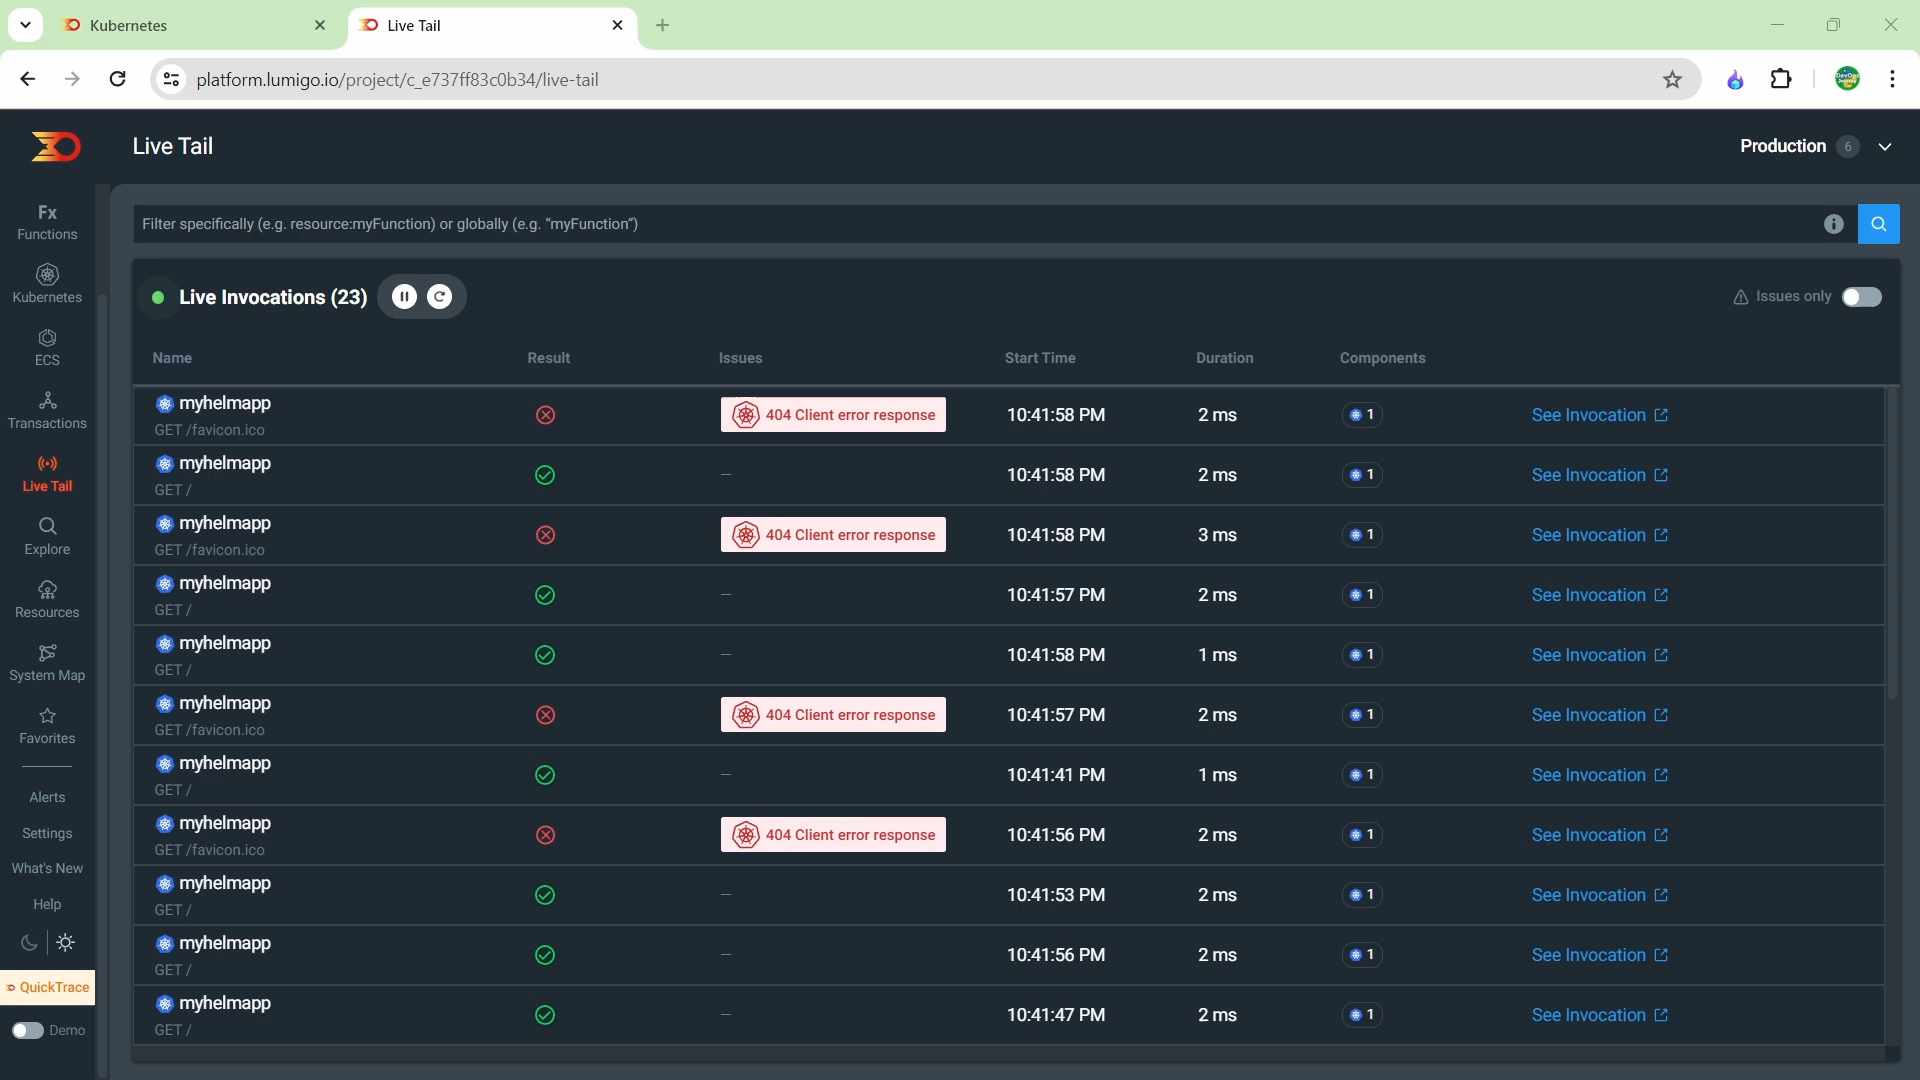 Kubernetes
Live Tail
platform.lumigo.io/project/c_e737ff83c0b34/live-tail
Live Tail
Production 6
Fx
Functions
Kubernetes
ECS
Transactions
Live Tail
Explore
Resources
System Map
Favorites
Alerts
Settings
What's New
Help
QuickTrace
Demo
Filter specifically (e.g. resource:myFunction) or globally (e.g. “myFunction”)
Live Invocations (23)
Issues only
Name Result Issues Start Time Duration Components
myhelmapp
GET /favicon.ico
404 Client error response 10:41:58 PM 2 ms 1 See Invocation
myhelmapp
GET /
– 10:41:58 PM 2 ms 1 See Invocation
myhelmapp
GET /favicon.ico
404 Client error response 10:41:58 PM 3 ms 1 See Invocation
myhelmapp
GET /
– 10:41:57 PM 2 ms 1 See Invocation
myhelmapp
GET /
– 10:41:58 PM 1 ms 1 See Invocation
myhelmapp
GET /favicon.ico
404 Client error response 10:41:57 PM 2 ms 1 See Invocation
myhelmapp
GET /
– 10:41:41 PM 1 ms 1 See Invocation
myhelmapp
GET /favicon.ico
404 Client error response 10:41:56 PM 2 ms 1 See Invocation
myhelmapp
GET /
– 10:41:53 PM 2 ms 1 See Invocation
myhelmapp
GET /
– 10:41:56 PM 2 ms 1 See Invocation
myhelmapp
GET /
– 10:41:47 PM 2 ms 1 See Invocation